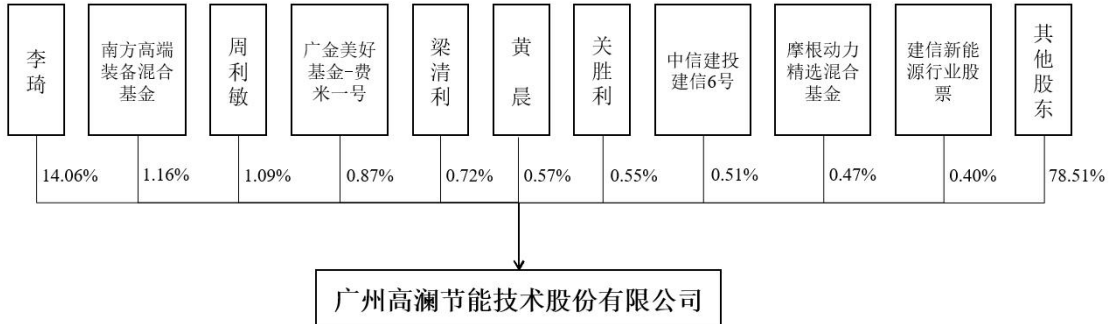 李
琦
南方高端
装备混合
基金
周
利
敏
广金美好
基金-费
米一号
梁
清
利
黄
晨
关
胜
利
中信建投
建信6号
摩根动力
精选混合
基金
建信新能
源行业股
票
其
他
股
东
14.06%
1.16%
1.09%
0.87%
0.72%
0.57%
0.55%
0.51%
0.47%
0.40%
78.51%
广州高澜节能技术股份有限公司